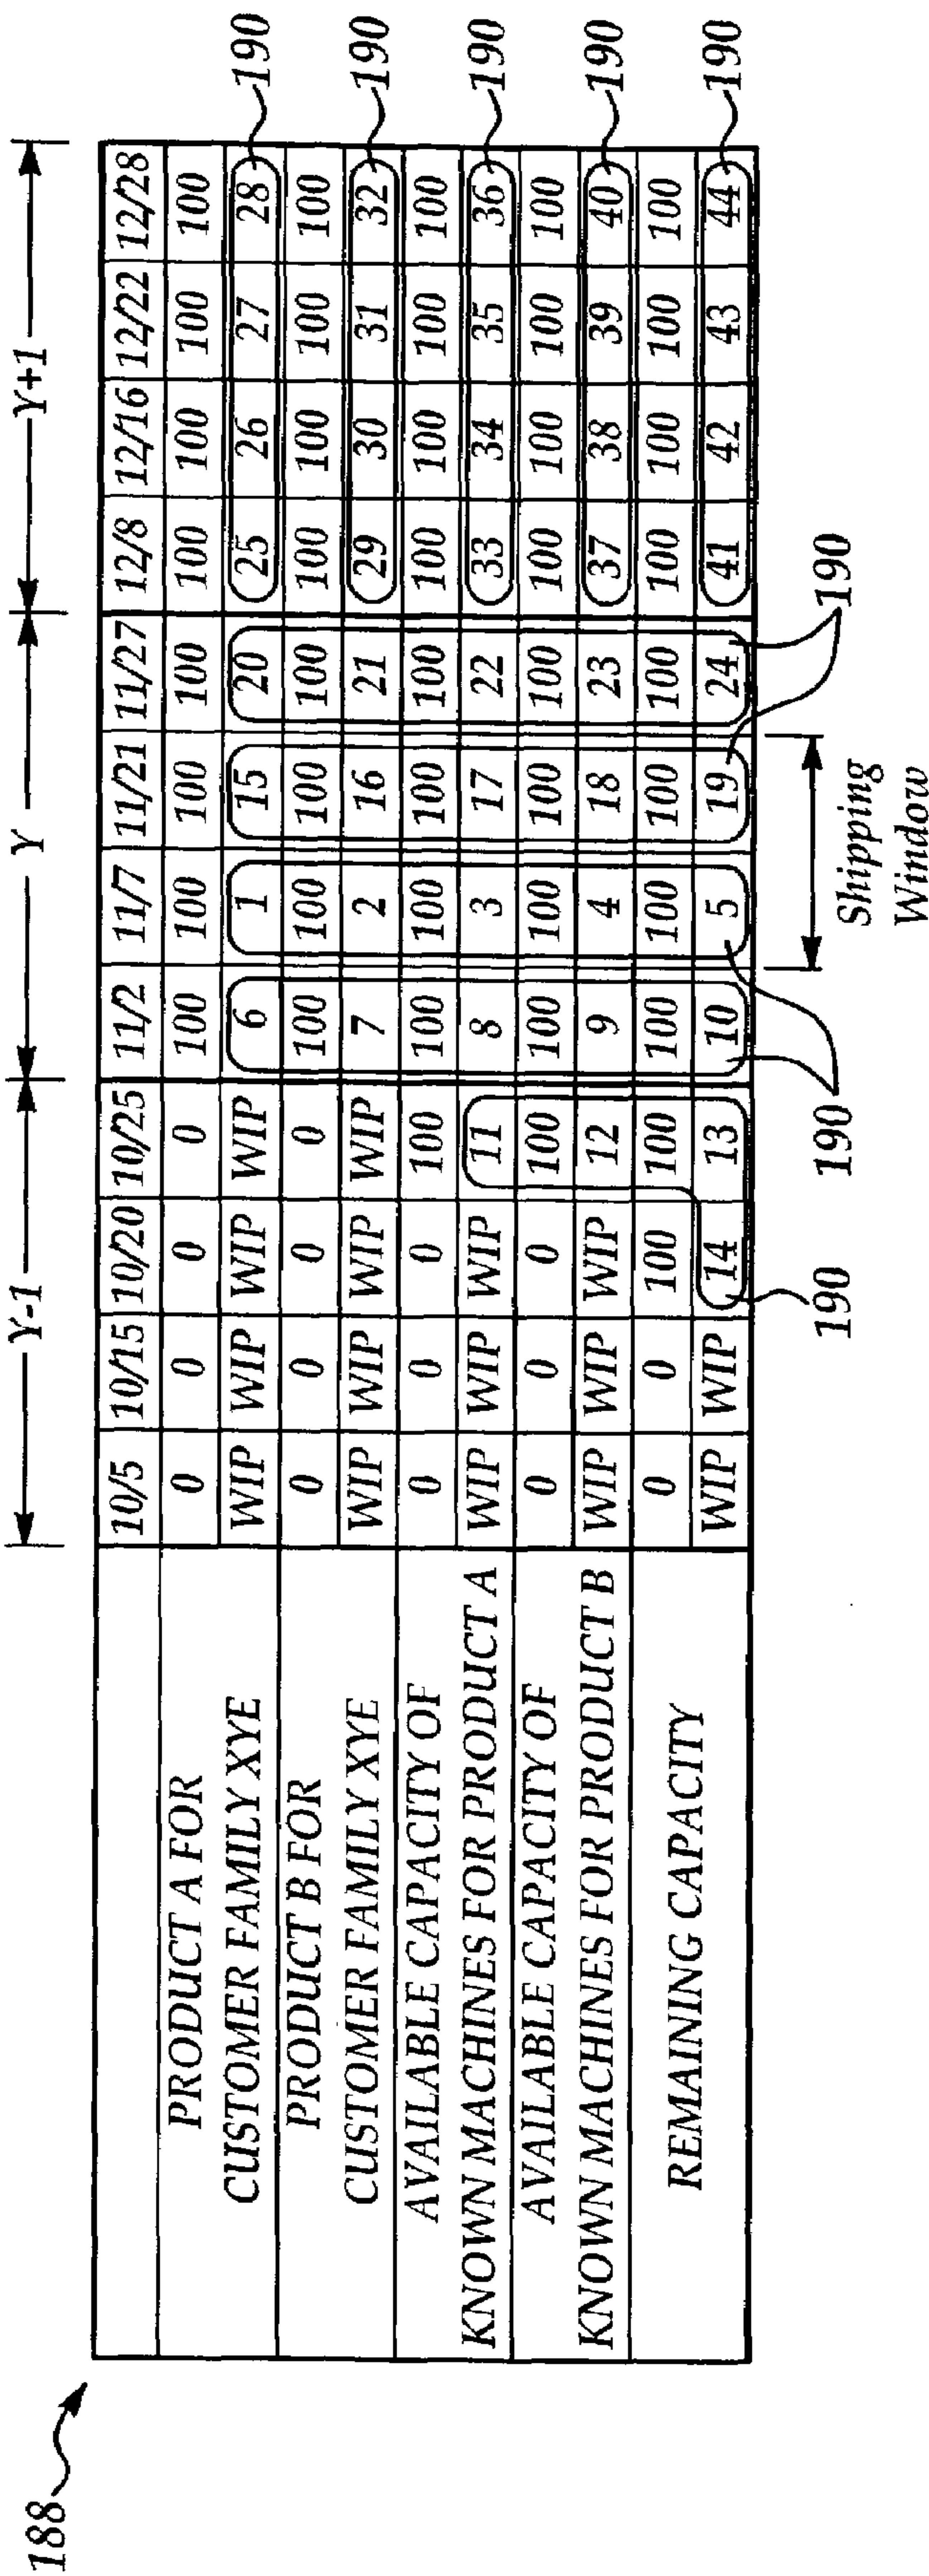 188
Y-1 Y Y+1
10/5 10/15 10/20 10/25 11/2 11/7 11/21 11/27 12/8 12/16 12/22 12/28
PRODUCT A FOR 0 0 0 0 100 100 100 100 100 100 100 100
CUSTOMER FAMILY XYE WIP WIP WIP WIP 6 1 15 20 25 26 27 28 190
PRODUCT B FOR 0 0 0 0 100 100 100 100 100 100 100 100
CUSTOMER FAMILY XYE WIP WIP WIP WIP 7 2 16 21 29 30 31 32 190
AVAILABLE CAPACITY OF 0 0 0 100 100 100 100 100 100 100 100 100
KNOWN MACHINES FOR PRODUCT A WIP WIP WIP 11 8 3 17 22 33 34 35 36 190
AVAILABLE CAPACITY OF 0 0 0 100 100 100 100 100 100 100 100 100
KNOWN MACHINES FOR PRODUCT B WIP WIP WIP 12 9 4 18 23 37 38 39 40 190
REMAINING CAPACITY 0 0 100 100 100 100 100 100 100 100 100 100
WIP WIP 14 13 10 5 19 24 41 42 43 44 190
190 190 Shipping 190
Window